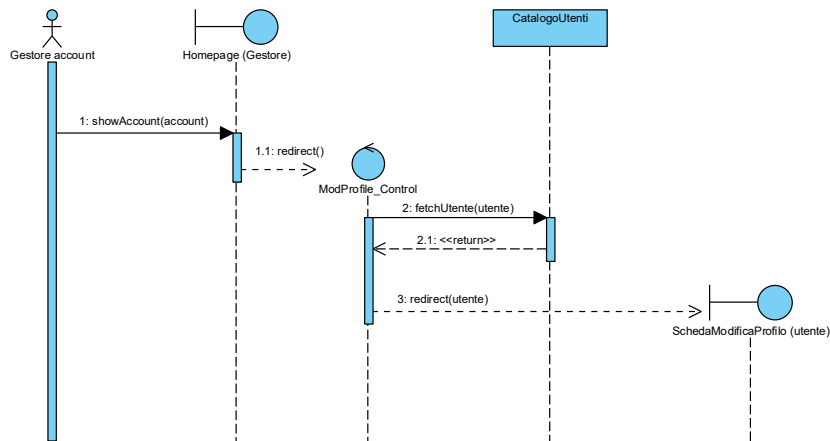 CatalogoUtenti
Gestore account
Homepage (Gestore)
1: showAccount(account)
1.1: redirect()
ModProfile_Control
2: fetchUtente(utente)
2.1: <<return>>
3: redirect(utente)
SchedaModificaProfilo (utente)